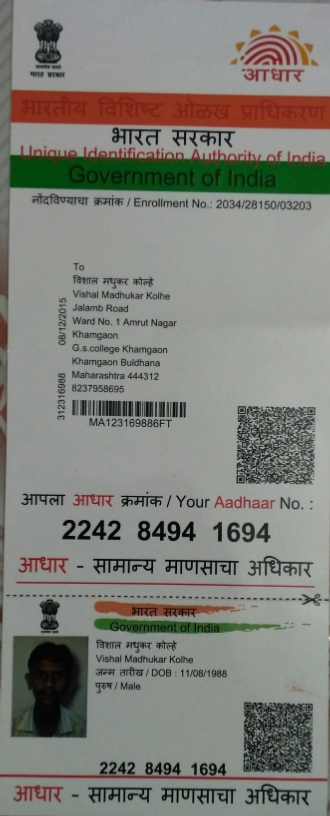 भारत सरकार
आधार
भारतीय विशिष्ट ओळख प्राधिकरण
भारत सरकार
Unique Identification Authority of India
Government of India
नोंदविण्याचा क्रमांक / Enrollment No.: 2034/28150/03203
To
विशाल मधुकर कोल्हे
Vishal Madhukar Kolhe
Jalamb Road
Ward No. 1 Amrut Nagar
Khamgaon
G.s.college Khamgaon
Khamgaon Buldhana
Maharashtra 444312
8237958695
08/12/2015
312316988
MA123169886FT
आपला आधार क्रमांक / Your Aadhaar No. :
2242 8494 1694
आधार - सामान्य माणसाचा अधिकार
भारत सरकार
Government of India
विशाल मधुकर कोल्हे
Vishal Madhukar Kolhe
जन्म तारीख / DOB : 11/08/1988
पुरुष / Male
2242 8494 1694
आधार - सामान्य माणसाचा अधिकार